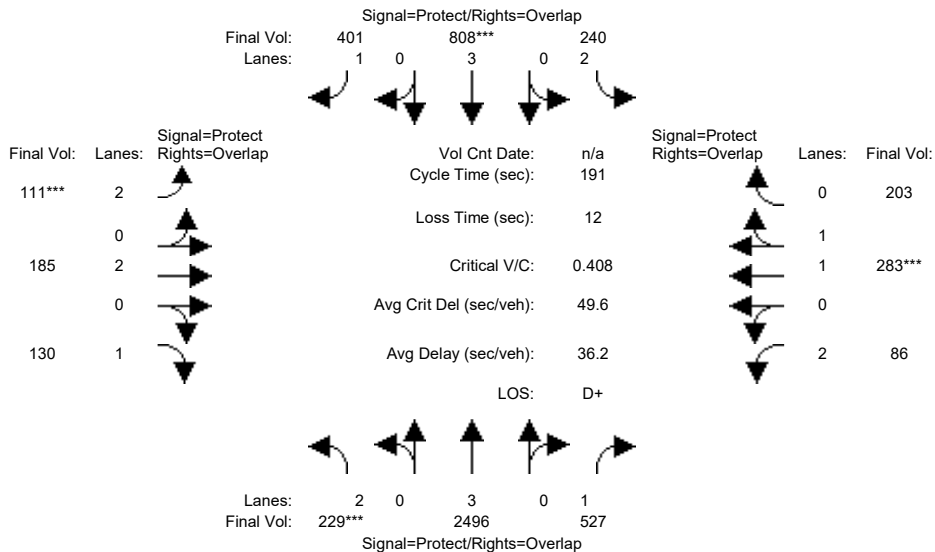 Signal=Protect/Rights=Overlap
Final Vol: 401 808*** 240
Lanes: 1 0 3 0 2
Signal=Protect Signal=Protect
Final Vol: Lanes: Rights=Overlap Vol Cnt Date: n/a Rights=Overlap Lanes: Final Vol:
Cycle Time (sec): 191
111*** 2 0 203
Loss Time (sec): 12
0 1
185 2 Critical V/C: 0.408 1 283***
0 Avg Crit Del (sec/veh): 49.6 0
130 1 Avg Delay (sec/veh): 36.2 2 86
LOS: D+
Lanes: 2 0 3 0 1
Final Vol: 229*** 2496 527
Signal=Protect/Rights=Overlap